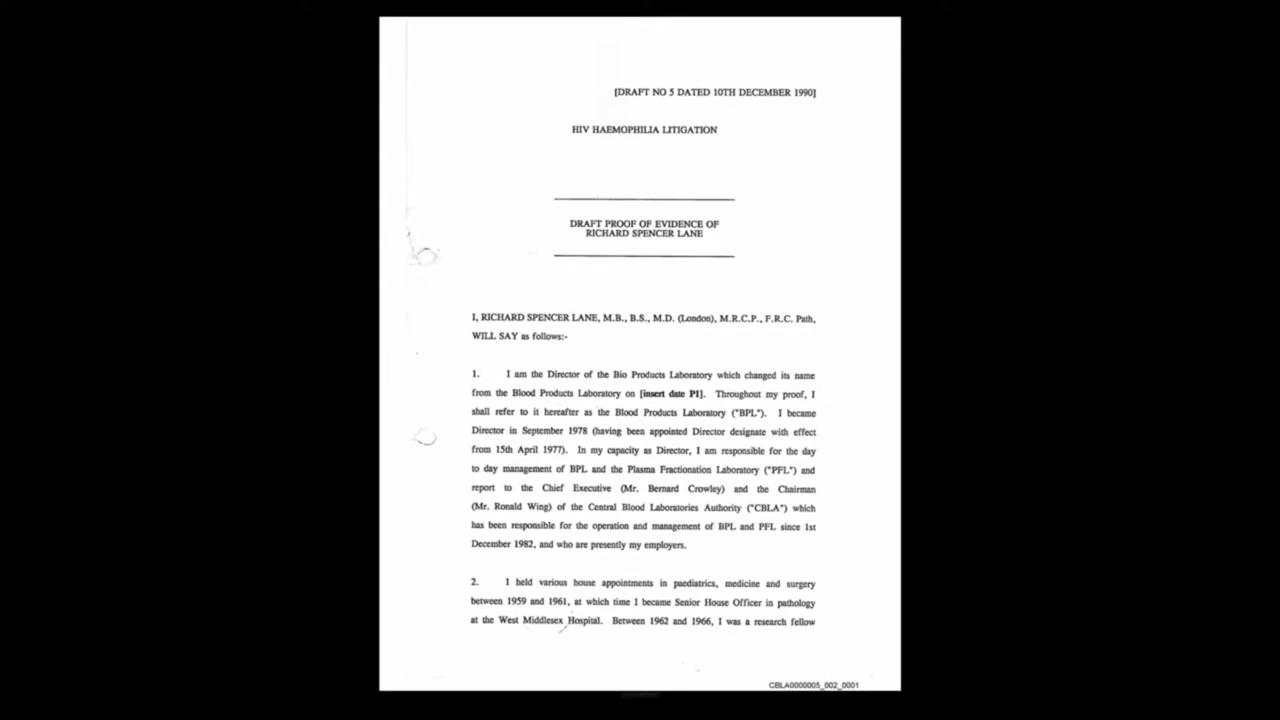 [DRAFT NO 5 DATED 10TH DECEMBER 1990]
HIV HAEMOPHILIA LITIGATION
DRAFT PROOF OF EVIDENCE OF
RICHARD SPENCER LANE
I, RICHARD SPENCER LANE, M.B., B.S., M.D. (London), M.R.C.P., F.R.C. Path,
WILL SAY as follows:-
1. I am the Director of the Bio Products Laboratory which changed its name
from the Blood Products Laboratory on [insert date P1]. Throughout my proof, I
shall refer to it hereafter as the Blood Products Laboratory ("BPL"). I became
Director in September 1978 (having been appointed Director designate with effect
from 15th April 1977). In my capacity as Director, I am responsible for the day
to day management of BPL and the Plasma Fractionation Laboratory ("PFL") and
report to the Chief Executive (Mr. Bernard Crowley) and the Chairman
(Mr. Ronald Wing) of the Central Blood Laboratories Authority ("CBLA") which
has been responsible for the operation and management of BPL and PFL since 1st
December 1982, and who are presently my employers.
2. I held various house appointments in paediatrics, medicine and surgery
between 1959 and 1961, at which time I became Senior House Officer in pathology
at the West Middlesex Hospital. Between 1962 and 1966, I was a research fellow
CBLA0000005_002_0001